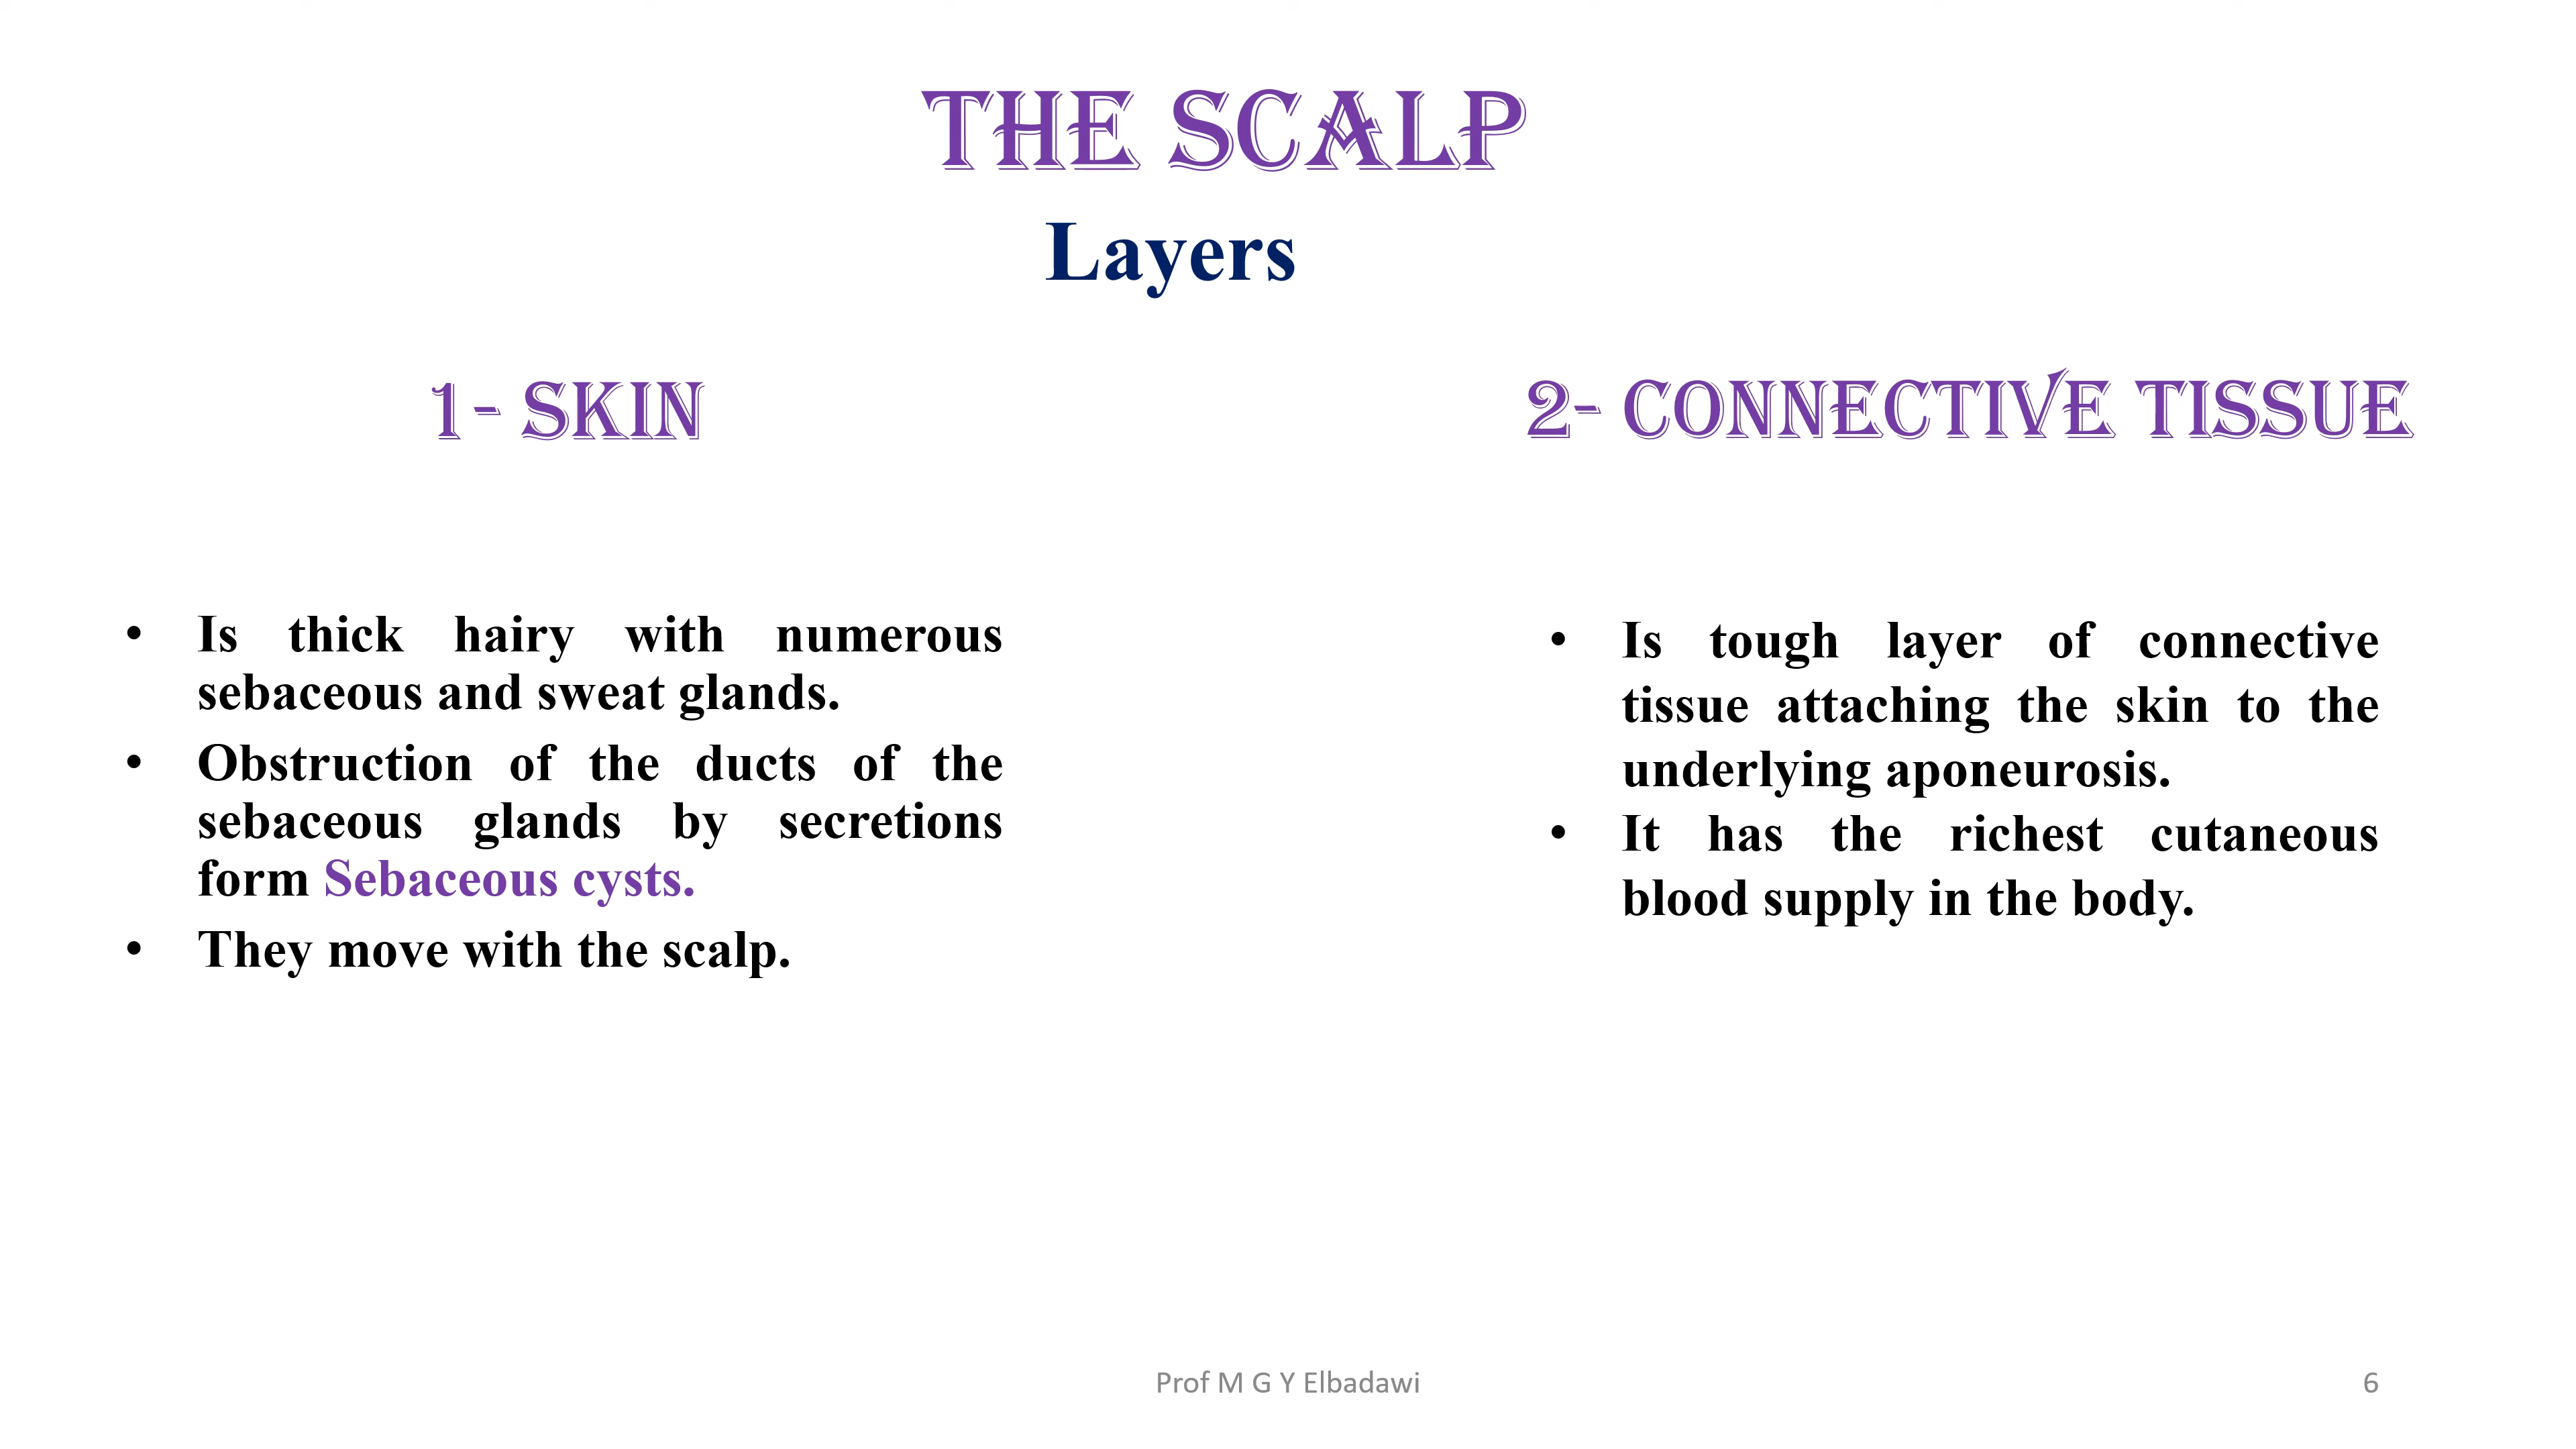 THE SCALP
Layers
1- SKIN
• Is thick hairy with numerous
sebaceous and sweat glands.
• Obstruction of the ducts of the
sebaceous glands by secretions
form Sebaceous cysts.
• They move with the scalp.
2- CONNECTIVE TISSUE
• Is tough layer of connective
tissue attaching the skin to the
underlying aponeurosis.
• It has the richest cutaneous
blood supply in the body.
Prof M G Y Elbadawi
6